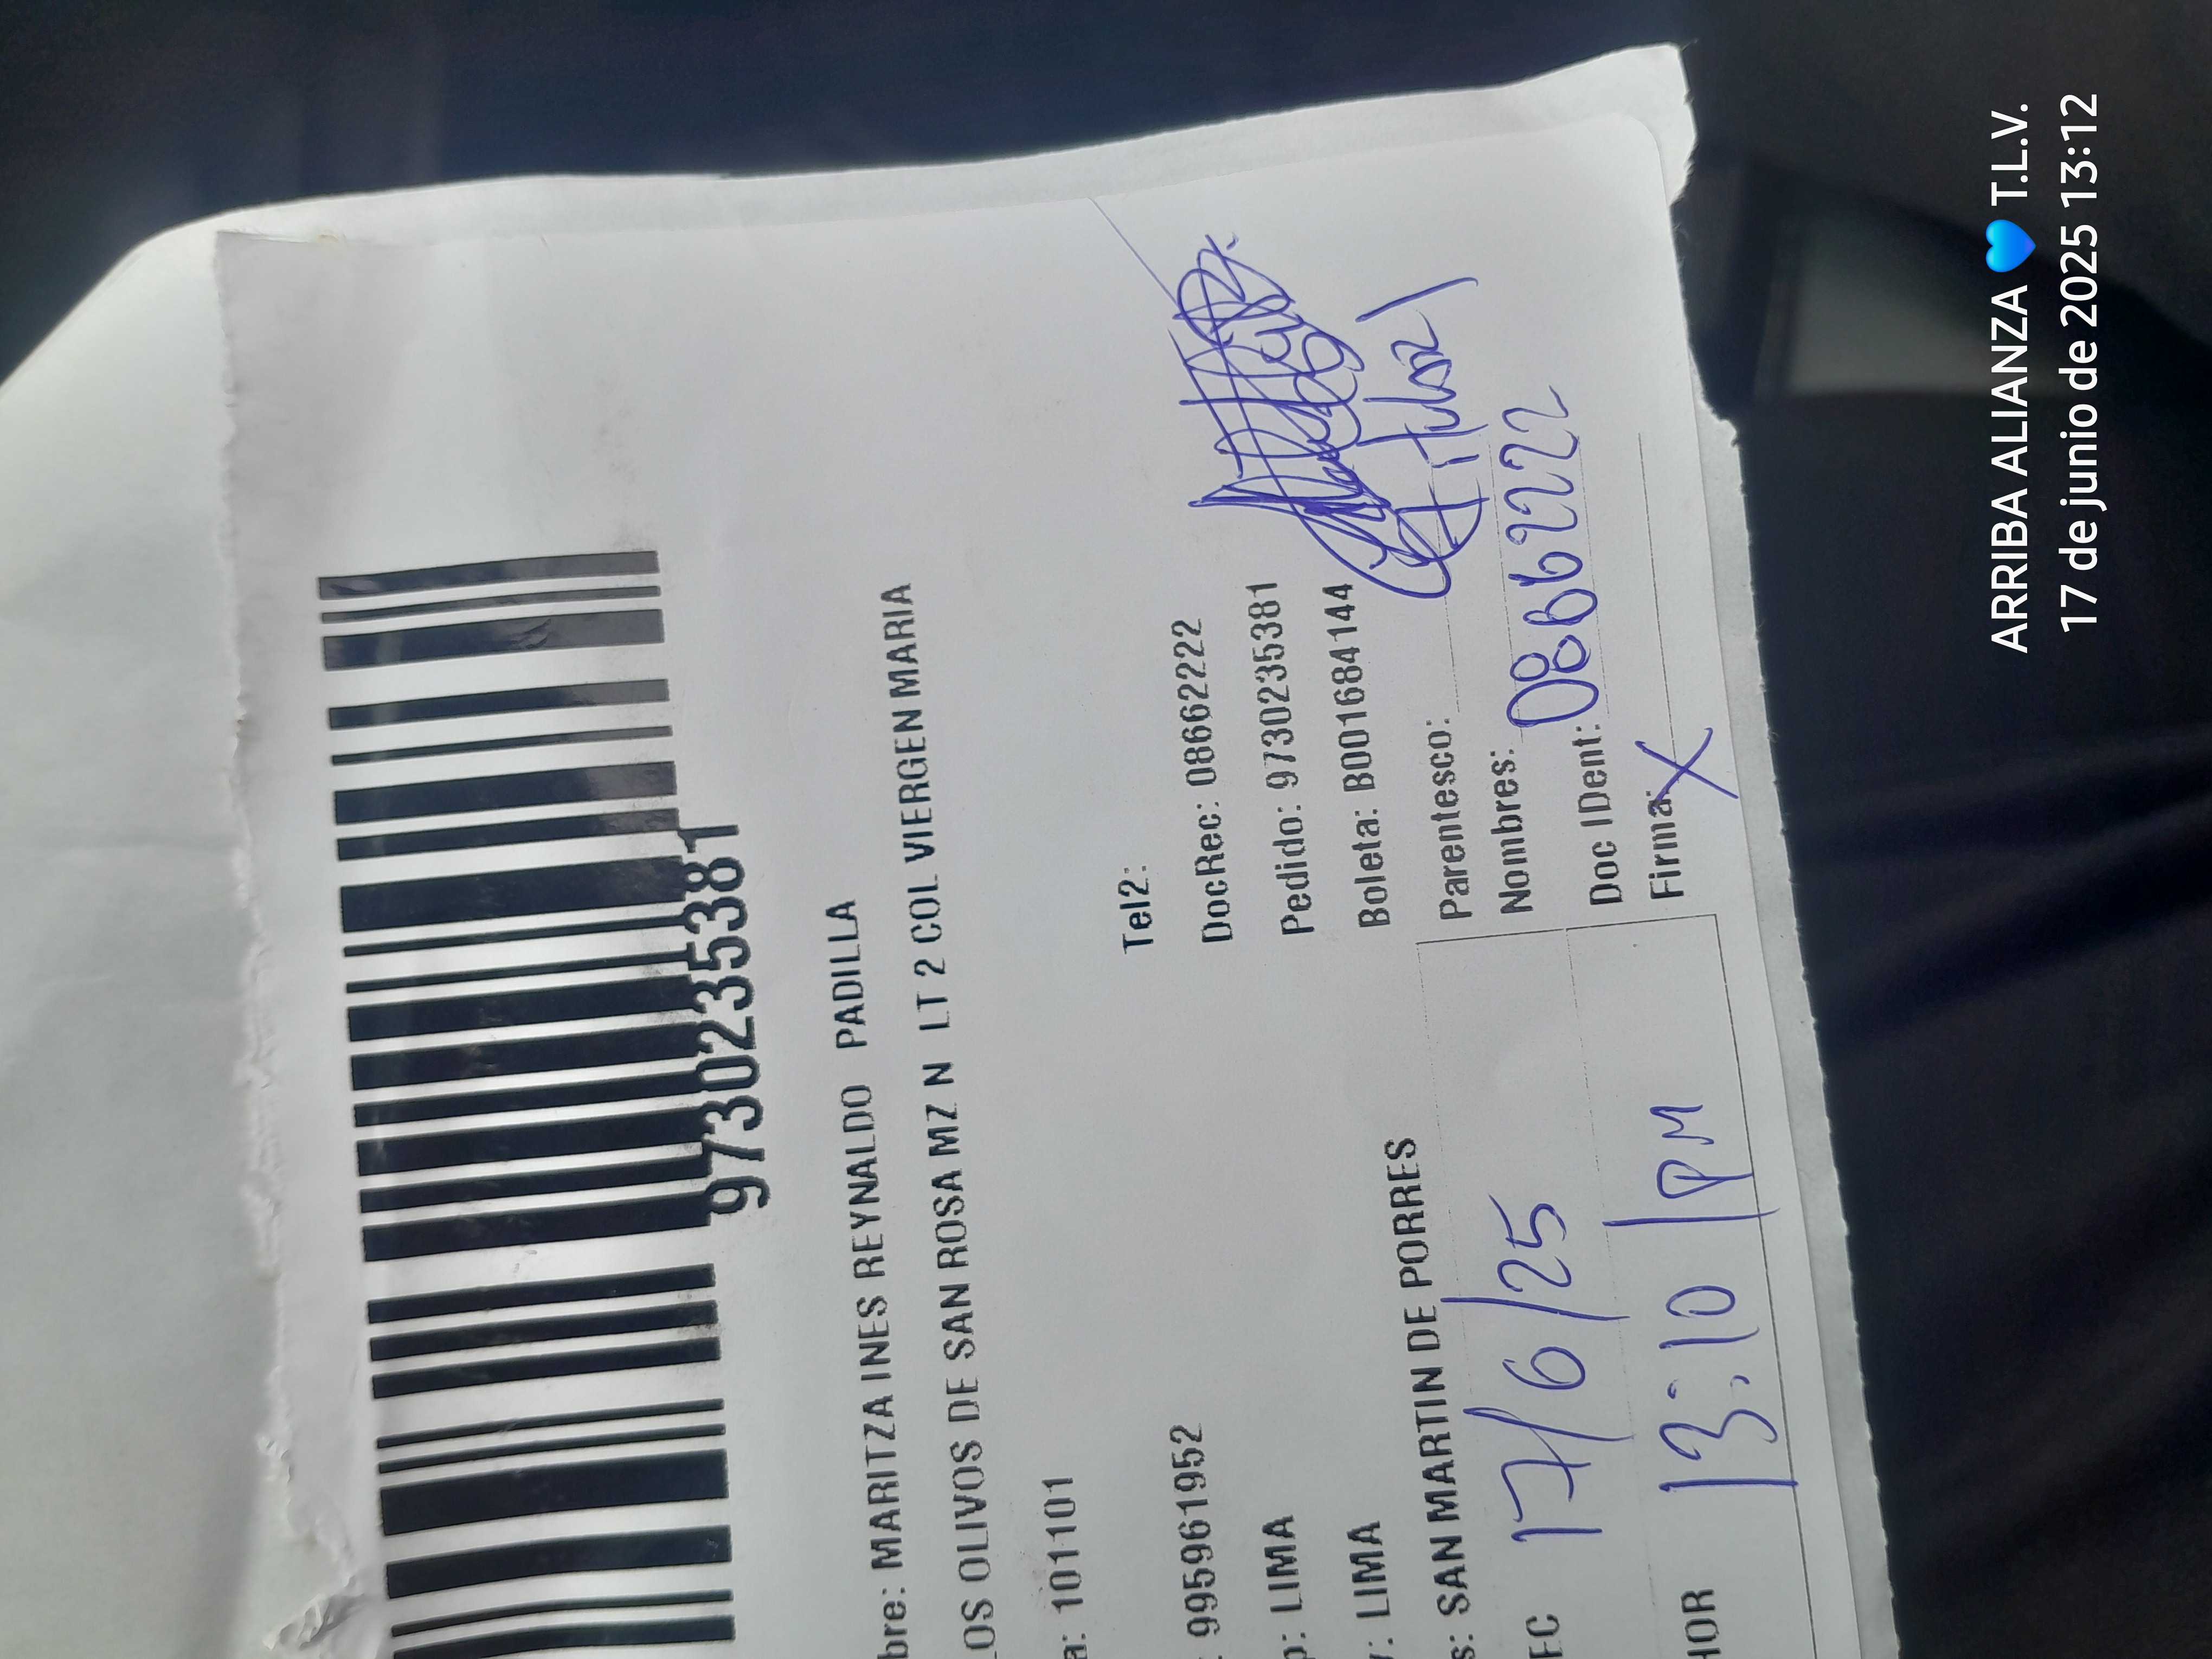 9730235381
bre: MARITZA INES REYNALDO PADILLA
LOS OLIVOS DE SAN ROSA MZ N LT 2 COL VIERGEN MARIA
a: 101101
: 995961952 Tel2:
p: LIMA DocRec: 08662222
v: LIMA Pedido: 9730235381
s: SAN MARTIN DE PORRES Boleta: B001684144
Titular
EC 17/6/25 Parentesco:
Nombres:
Doc IDent: 08662222
HOR 13:10 PM Firma: X
ARRIBA ALIANZA 💙 T.L.V.
17 de junio de 2025 13:12